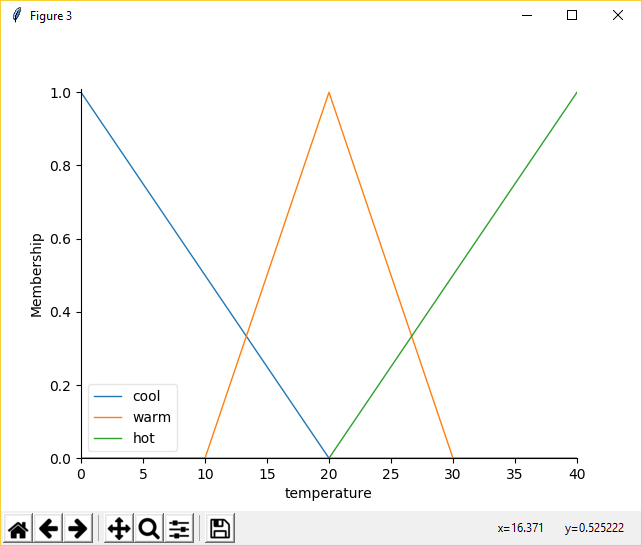 Figure 3
1.0
0.8
0.6
0.4
0.2
0.0
Membership
cool
warm
hot
0 5 10 15 20 25 30 35 40
temperature
x=16.371 y=0.525222